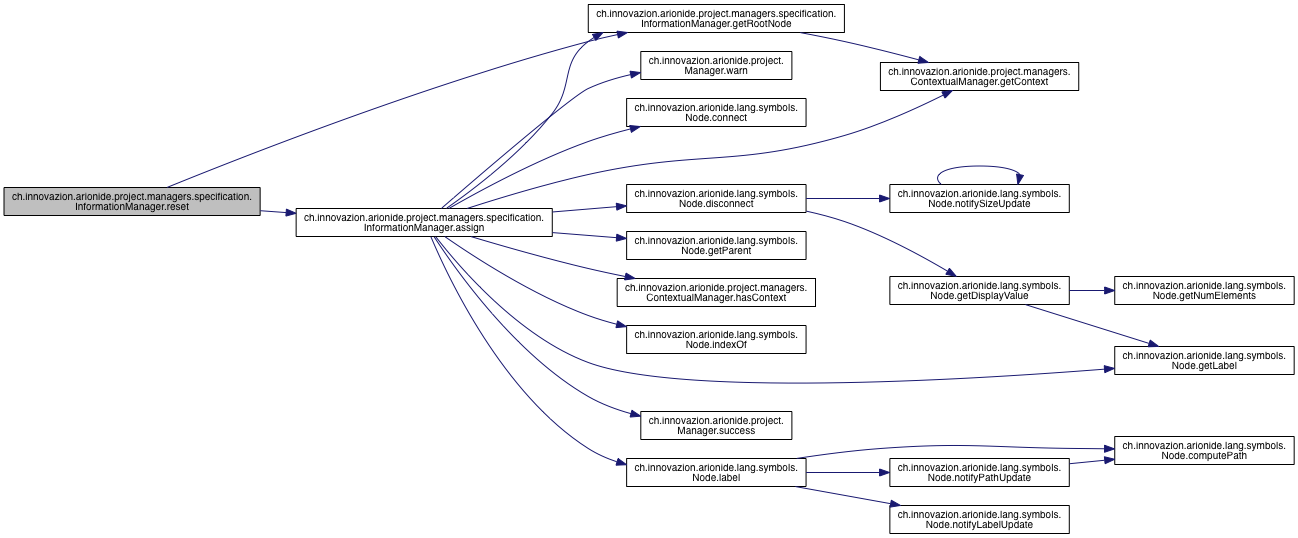 ch.innovazion.arionide.project.managers.specification.
InformationManager.reset
ch.innovazion.arionide.project.managers.specification.
InformationManager.assign
ch.innovazion.arionide.project.managers.specification.
InformationManager.getRootNode
ch.innovazion.arionide.project.
Manager.warn
ch.innovazion.arionide.lang.symbols.
Node.connect
ch.innovazion.arionide.lang.symbols.
Node.disconnect
ch.innovazion.arionide.lang.symbols.
Node.getParent
ch.innovazion.arionide.project.managers.
ContextualManager.hasContext
ch.innovazion.arionide.lang.symbols.
Node.indexOf
ch.innovazion.arionide.project.
Manager.success
ch.innovazion.arionide.lang.symbols.
Node.label
ch.innovazion.arionide.project.managers.
ContextualManager.getContext
ch.innovazion.arionide.lang.symbols.
Node.notifySizeUpdate
ch.innovazion.arionide.lang.symbols.
Node.getDisplayValue
ch.innovazion.arionide.lang.symbols.
Node.notifyPathUpdate
ch.innovazion.arionide.lang.symbols.
Node.notifyLabelUpdate
ch.innovazion.arionide.lang.symbols.
Node.getNumElements
ch.innovazion.arionide.lang.symbols.
Node.getLabel
ch.innovazion.arionide.lang.symbols.
Node.computePath